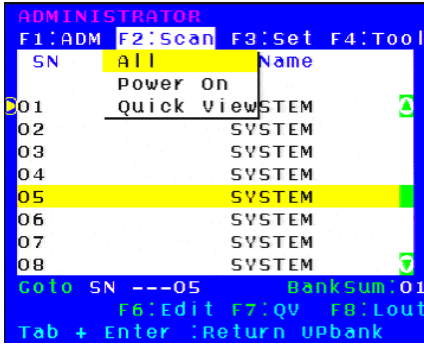 ADMINISTRATOR
F1:ADM F2:Scan F3:Set F4:Tool
SN All Name
Power On
01 Quick View SYSTEM
02 SYSTEM
03 SYSTEM
04 SYSTEM
05 SYSTEM
06 SYSTEM
07 SYSTEM
08 SYSTEM
Goto SN ---05 BankSum:01
F6:Edit F7:QV F8:Lout
Tab + Enter :Return UPbank